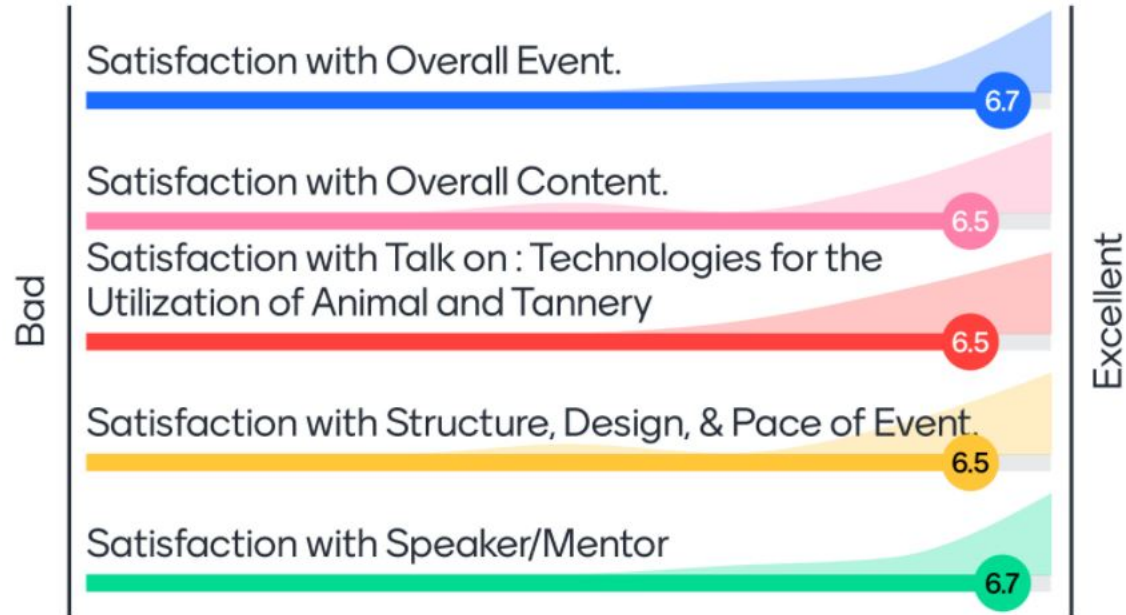 Satisfaction with Overall Event.
6.7
Satisfaction with Overall Content.
6.5
Satisfaction with Talk on : Technologies for the
Utilization of Animal and Tannery
6.5
Satisfaction with Structure, Design, & Pace of Event.
6.5
Satisfaction with Speaker/Mentor
6.7
Bad
Excellent